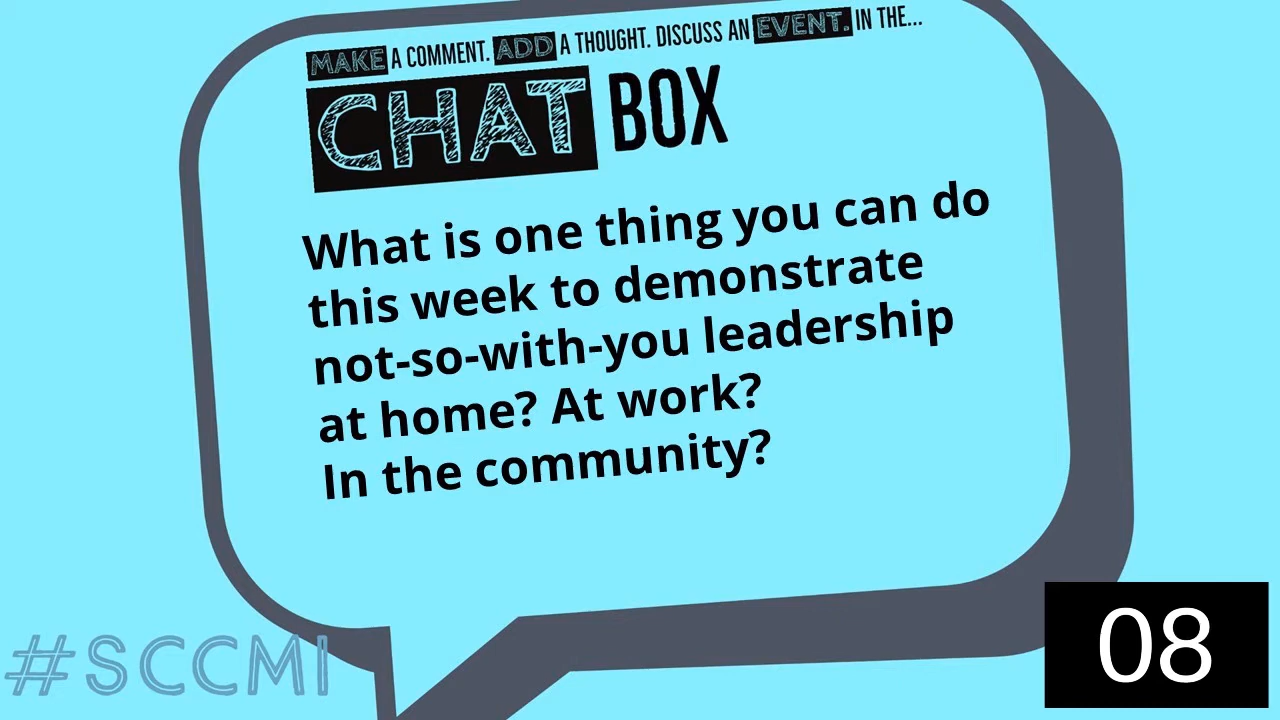 MAKE A COMMENT. ADD A THOUGHT. DISCUSS AN EVENT. IN THE...
CHAT BOX
What is one thing you can do
this week to demonstrate
not-so-with-you leadership
at home? At work?
In the community?
#SCCMI
08